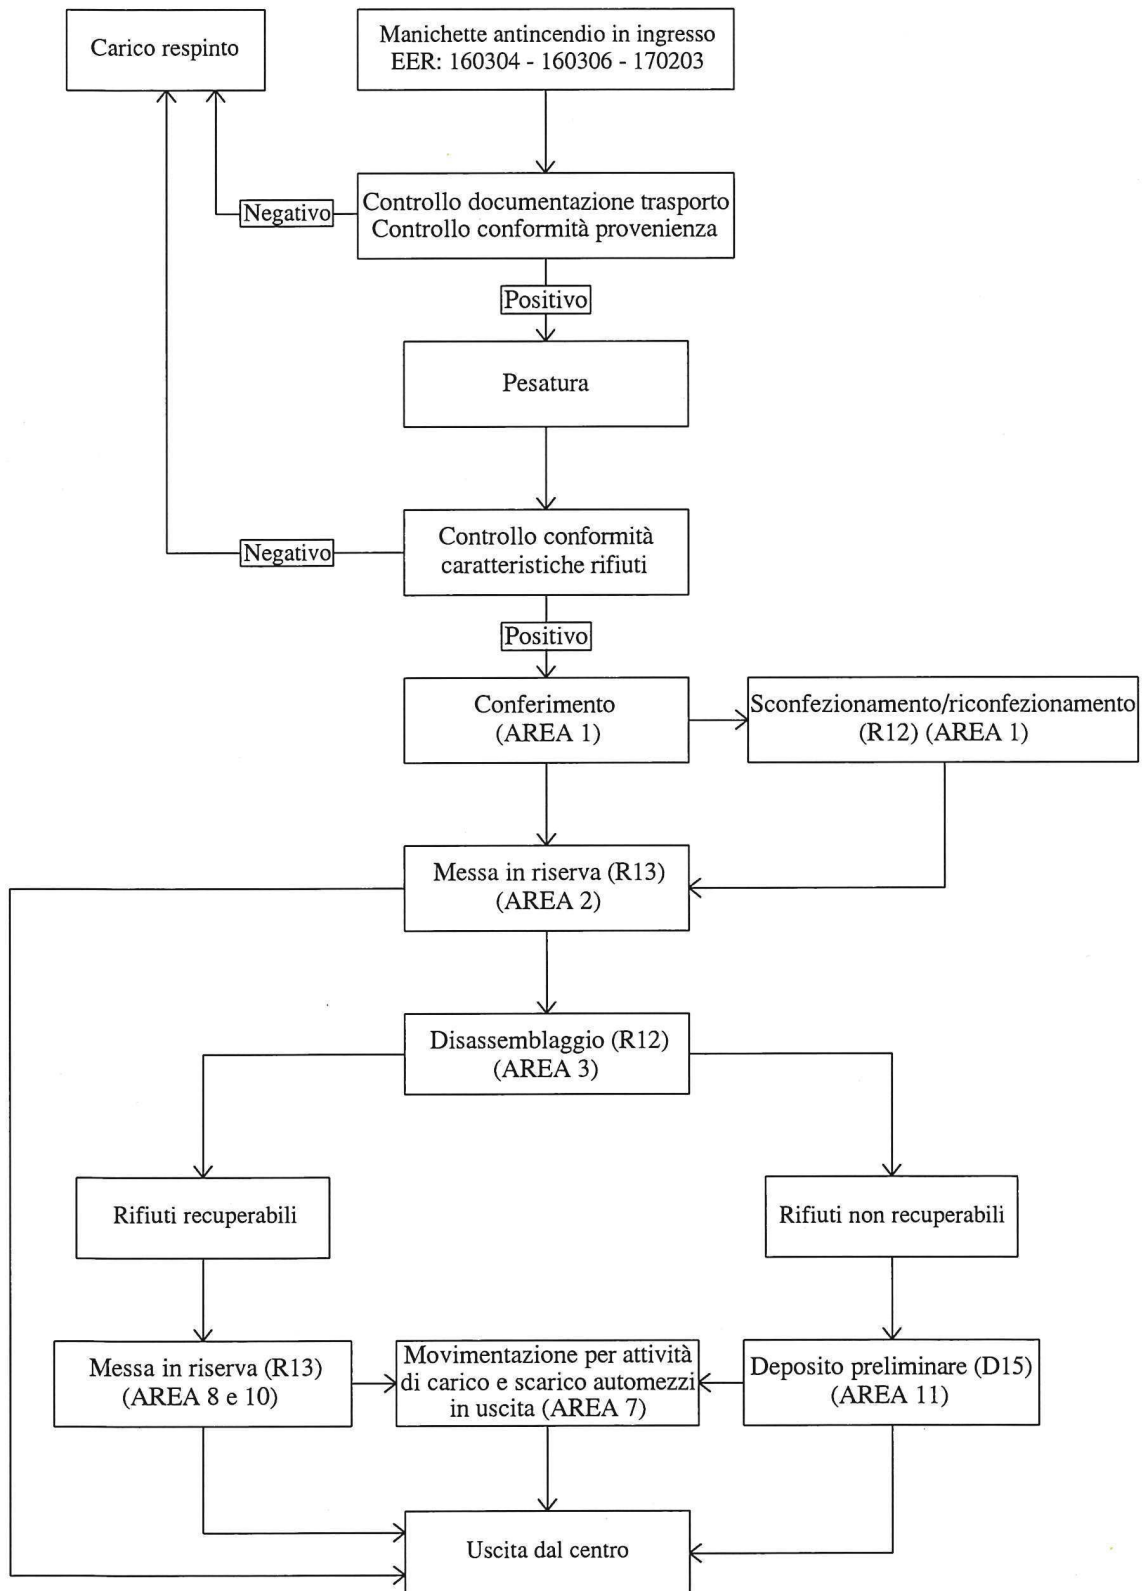 Carico respinto
Manichette antincendio in ingresso
EER: 160304 - 160306 - 170203
Controllo documentazione trasporto
Controllo conformità provenienza
Negativo
Positivo
Pesatura
Controllo conformità
caratteristiche rifiuti
Negativo
Positivo
Conferimento
(AREA 1)
Sconfezionamento/riconfezionamento
(R12) (AREA 1)
Messa in riserva (R13)
(AREA 2)
Disassemblaggio (R12)
(AREA 3)
Rifiuti recuperabili
Rifiuti non recuperabili
Messa in riserva (R13)
(AREA 8 e 10)
Movimentazione per attività
di carico e scarico automezzi
in uscita (AREA 7)
Deposito preliminare (D15)
(AREA 11)
Uscita dal centro